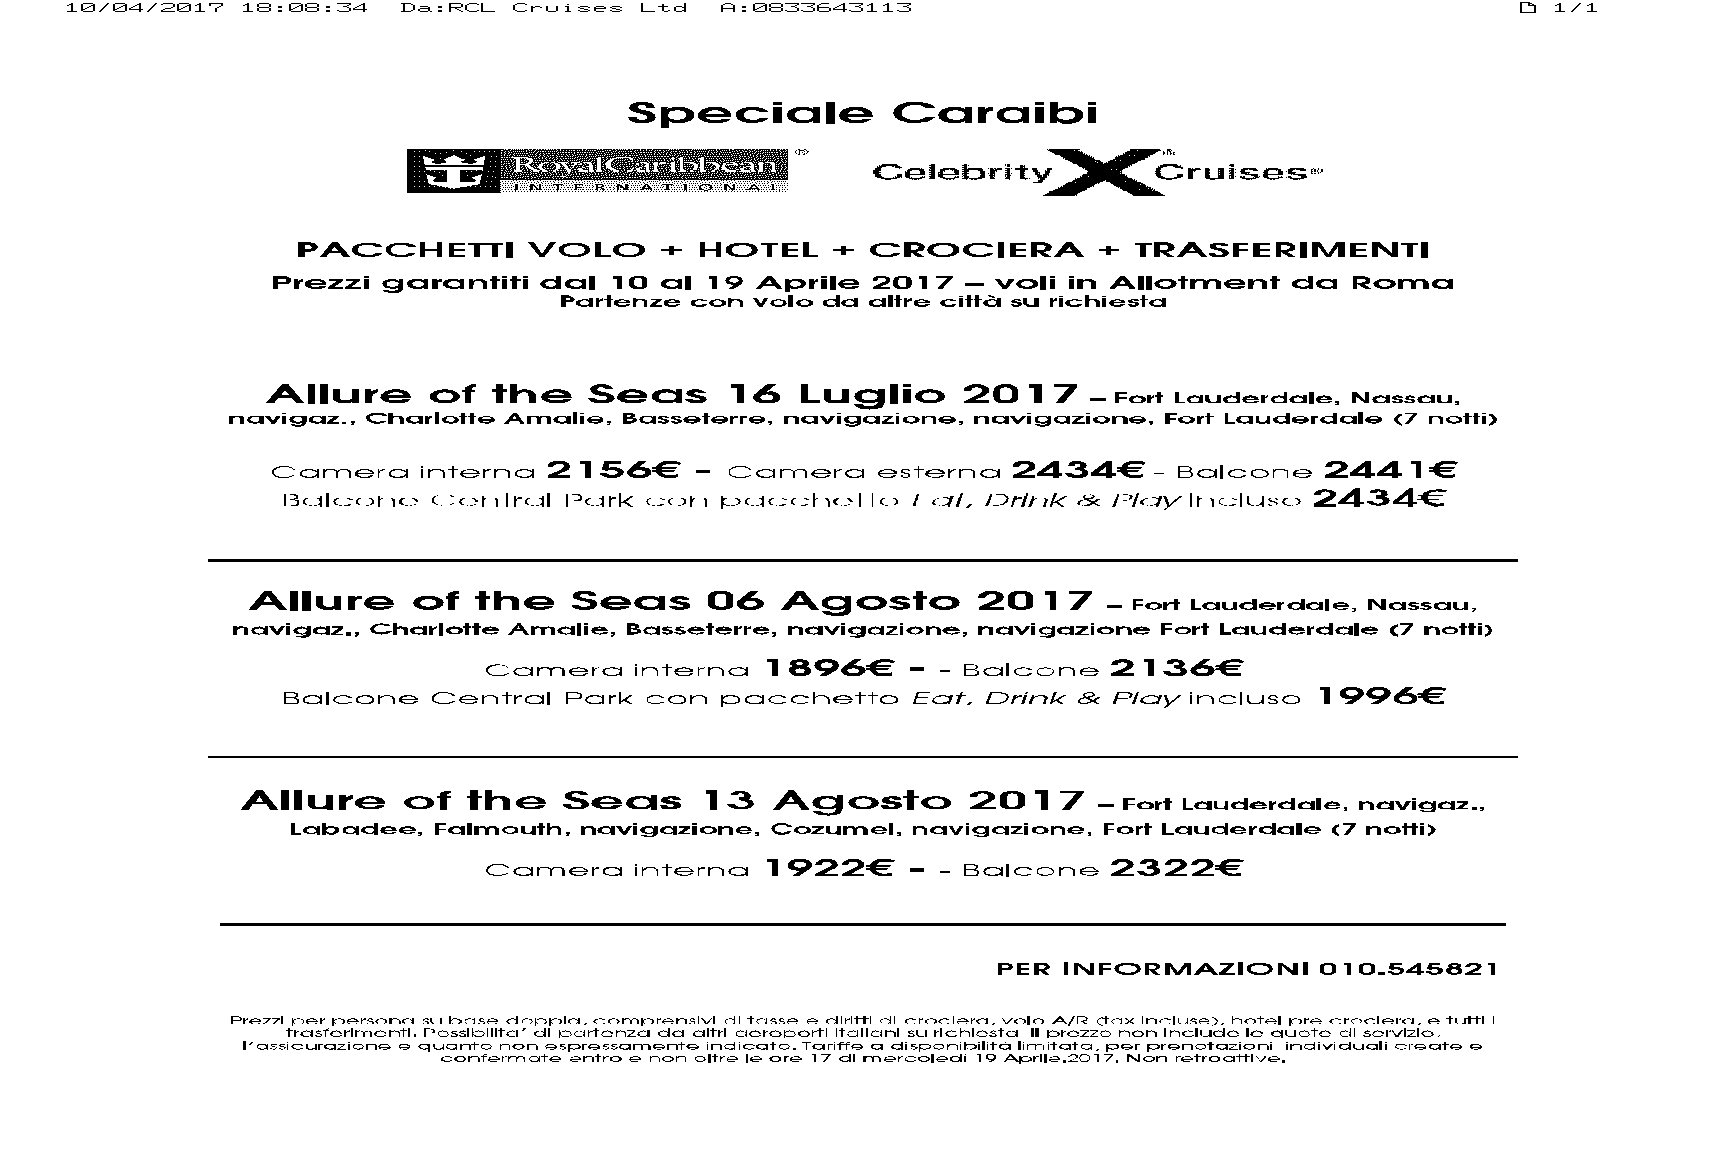 10/04/2017 18:08:34 Da:RCL Cruises Ltd A:0833643113 1/1
Speciale Caraibi
RoyalCaribbean ®
INTERNATIONAL
Celebrity X Cruises®
PACCHETTI VOLO + HOTEL + CROCIERA + TRASFERIMENTI
Prezzi garantiti dal 10 al 19 Aprile 2017 – voli in Allotment da Roma
Partenze con volo da altre città su richiesta
Allure of the Seas 16 Luglio 2017 – Fort Lauderdale, Nassau,
navigaz., Charlotte Amalie, Basseterre, navigazione, navigazione, Fort Lauderdale (7 notti)
Camera interna 2156€ - Camera esterna 2434€ - Balcone 2441€
Balcone Central Park con pacchetto Eat, Drink & Play incluso 2434€
Allure of the Seas 06 Agosto 2017 – Fort Lauderdale, Nassau,
navigaz., Charlotte Amalie, Basseterre, navigazione, navigazione Fort Lauderdale (7 notti)
Camera interna 1896€ - - Balcone 2136€
Balcone Central Park con pacchetto Eat, Drink & Play incluso 1996€
Allure of the Seas 13 Agosto 2017 – Fort Lauderdale, navigaz.,
Labadee, Falmouth, navigazione, Cozumel, navigazione, Fort Lauderdale (7 notti)
Camera interna 1922€ - - Balcone 2322€
PER INFORMAZIONI 010.545821
Prezzi per persona su base doppia, comprensivi di tasse e diritti di crociera, volo A/R (tax incluse), hotel pre crociera, e tutti i
trasferimenti. Possibilita' di partenza da altri aeroporti italiani su richiesta Il prezzo non include le quote di servizio,
l'assicurazione e quanto non espressamente indicato. Tariffe a disponibilità limitata, per prenotazioni individuali create e
confermate entro e non oltre le ore 17 di mercoledì 19 Aprile.2017. Non retroattive.